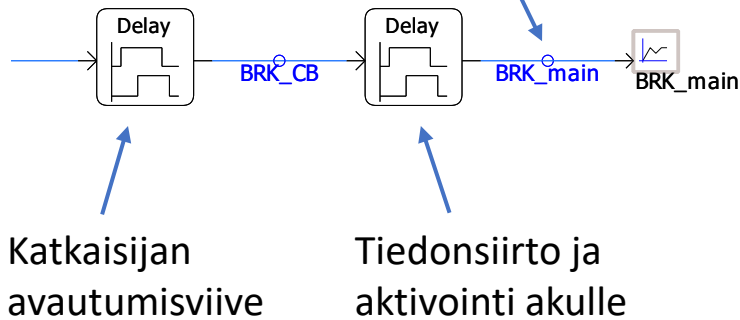 Delay
Delay
BRK_CB
BRK_main
BRK_main
Katkaisijan
avautumisviive
Tiedonsiirto ja
aktivointi akulle